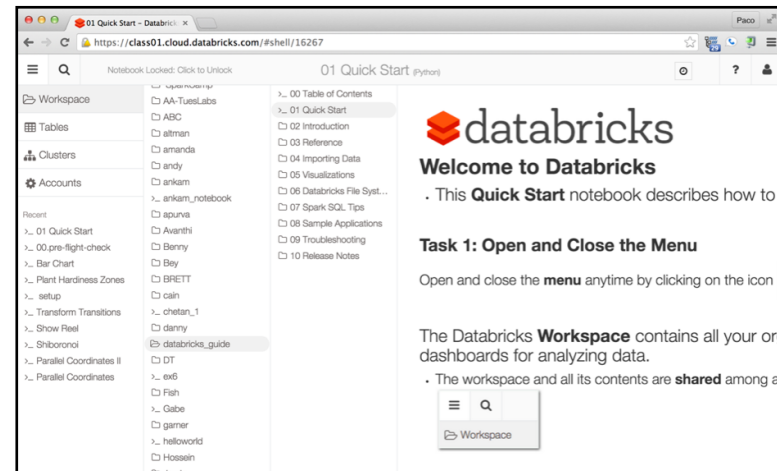 01 Quick Start – Databricks
Paco
https://class01.cloud.databricks.com/#shell/16267
Notebook Locked: Click to Unlock
01 Quick Start (Python)
?
Workspace
Tables
Clusters
Accounts
Recent
>_ 01 Quick Start
>_ 00.pre-flight-check
>_ Bar Chart
>_ Plant Hardiness Zones
>_ setup
>_ Transform Transitions
>_ Show Reel
>_ Shiboronoi
>_ Parallel Coordinates II
>_ Parallel Coordinates
AA-TuesLabs
ABC
altman
amanda
andy
ankam
>_ ankam_notebook
apurva
Avanthi
Benny
Bey
BRETT
cain
>_ chetan_1
danny
databricks_guide
DT
>_ ex6
Fish
>_ Gabe
garner
>_ helloworld
Hossein
>_ 00 Table of Contents
>_ 01 Quick Start
02 Introduction
03 Reference
04 Importing Data
05 Visualizations
06 Databricks File Syst...
07 Spark SQL Tips
08 Sample Applications
09 Troubleshooting
10 Release Notes
databricks
Welcome to Databricks
• This Quick Start notebook describes how to
Task 1: Open and Close the Menu
Open and close the menu anytime by clicking on the icon
The Databricks Workspace contains all your or
dashboards for analyzing data.
• The workspace and all its contents are shared among a
Workspace